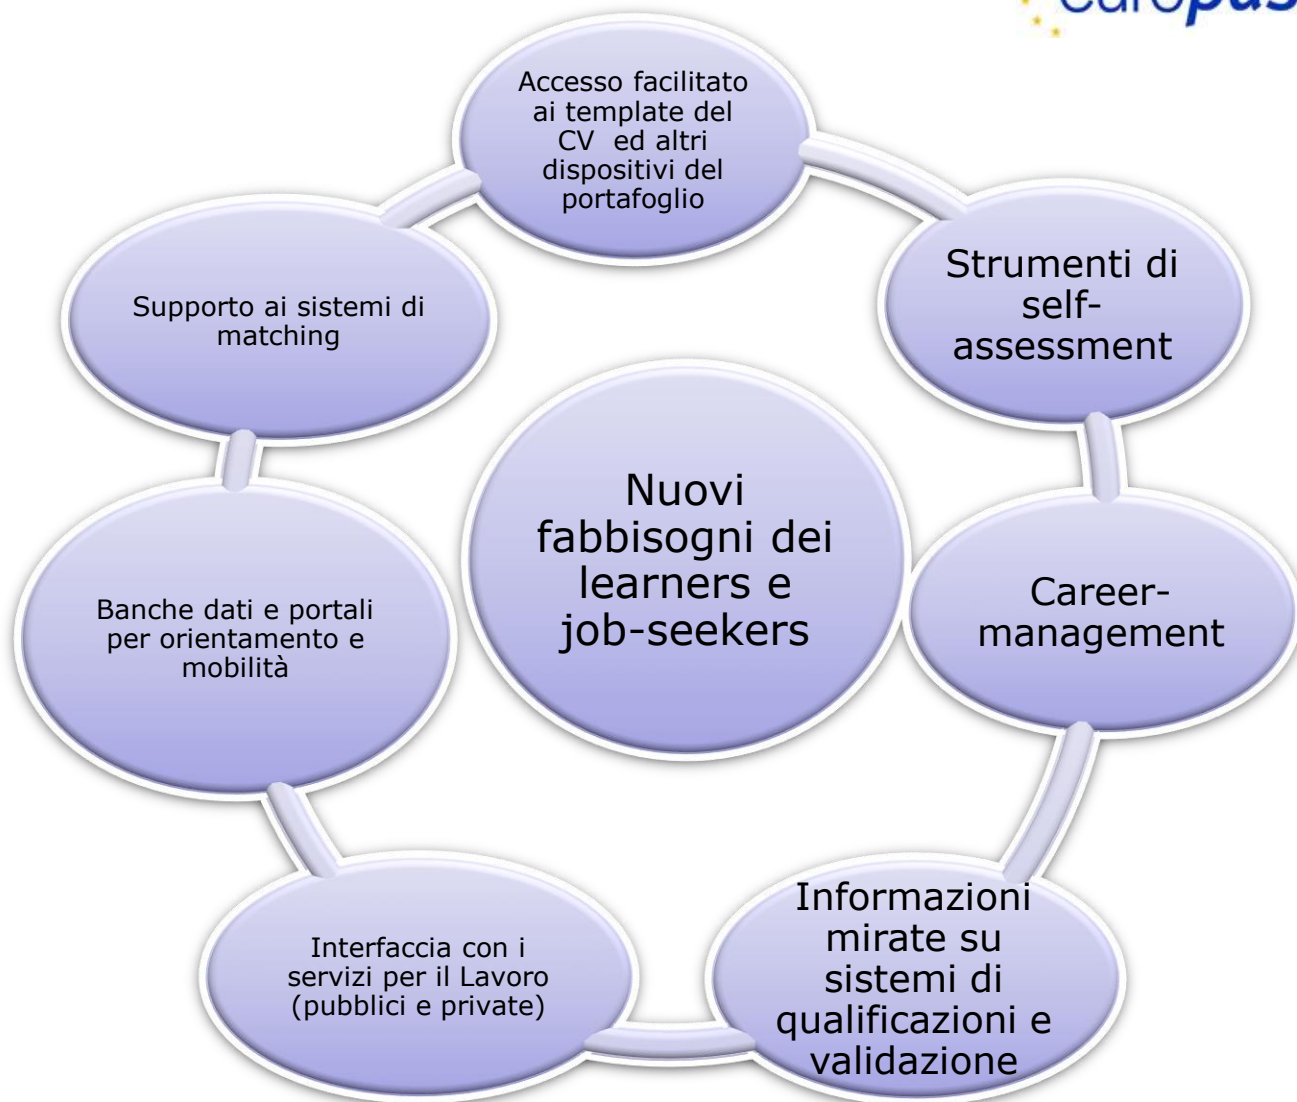 Accesso facilitato
ai template del
CV ed altri
dispositivi del
portafoglio
Strumenti di
self-
assessment
Supporto ai sistemi di
matching
Nuovi
fabbisogni dei
learners e
job-seekers
Career-
management
Banche dati e portali
per orientamento e
mobilità
Informazioni
mirate su
sistemi di
qualificazioni e
validazione
Interfaccia con i
servizi per il Lavoro
(pubblici e private)